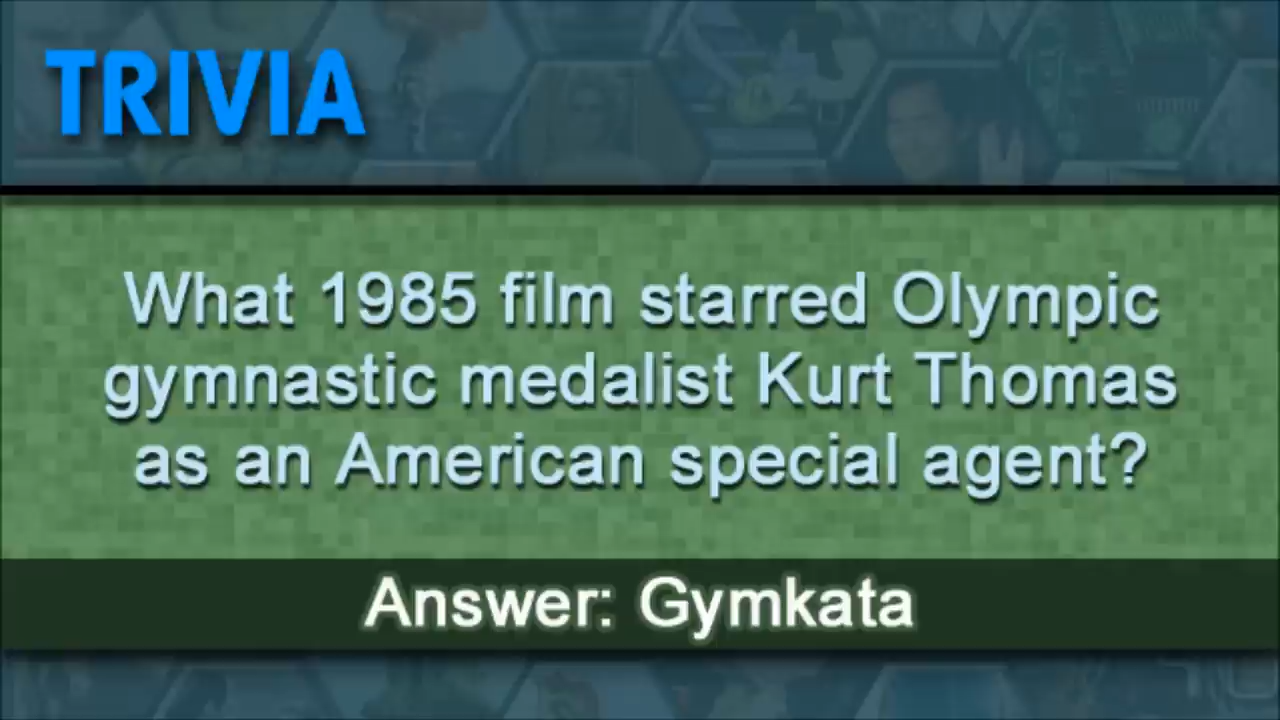 TRIVIA
What 1985 film starred Olympic
gymnastic medalist Kurt Thomas
as an American special agent?
Answer: Gymkata